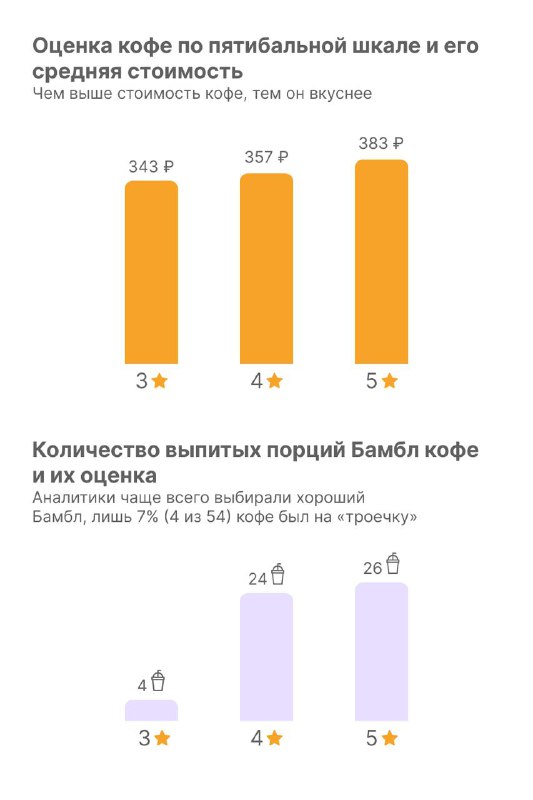 Оценка кофе по пятибальной шкале и его
средняя стоимость
Чем выше стоимость кофе, тем он вкуснее
343 ₽
357 ₽
383 ₽
3
4
5
Количество выпитых порций Бамбл кофе
и их оценка
Аналитики чаще всего выбирали хороший
Бамбл, лишь 7% (4 из 54) кофе был на «троечку»
4
24
26
3
4
5